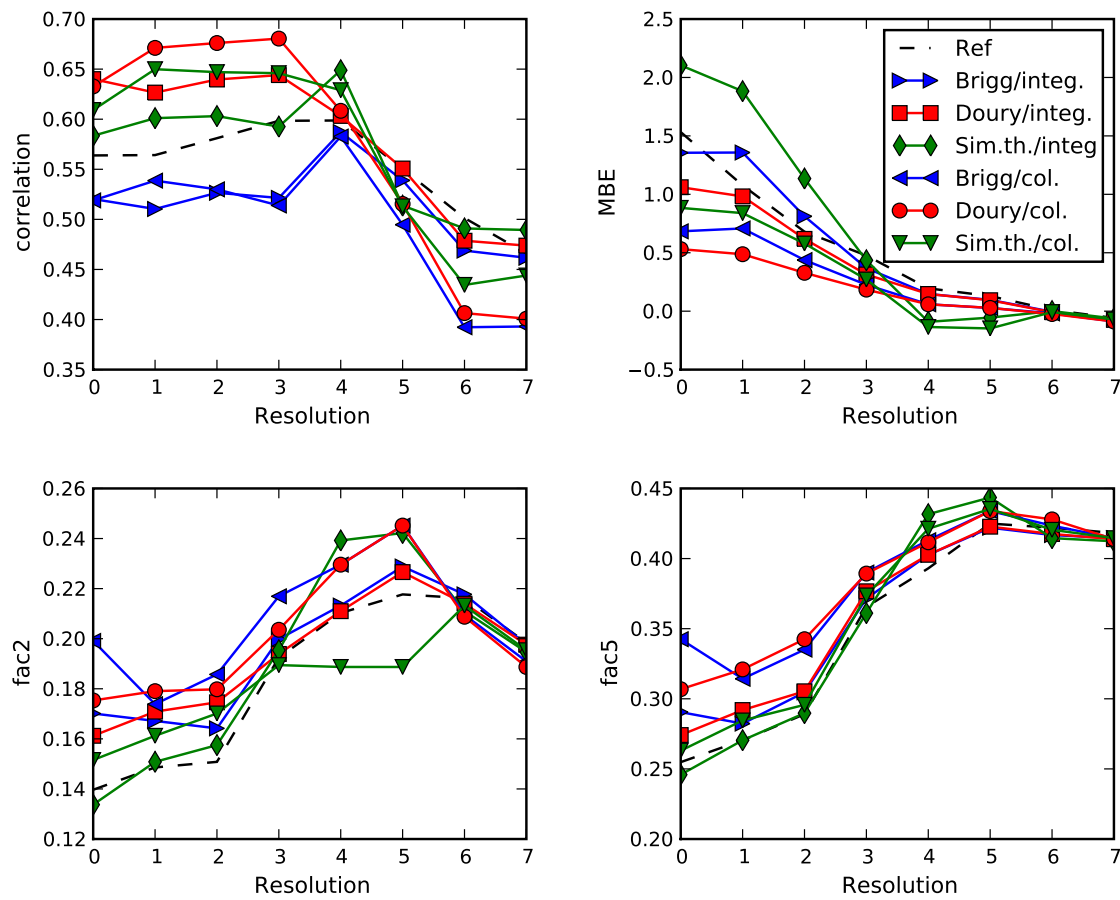 0.70
0.65
0.60
0.55
0.50
0.45
0.40
0.35
correlation
0 1 2 3 4 5 6 7
Resolution
2.5
2.0
1.5
1.0
0.5
0.0
−0.5
MBE
0 1 2 3 4 5 6 7
Resolution
Ref
Brigg/integ.
Doury/integ.
Sim.th./integ
Brigg/col.
Doury/col.
Sim.th./col.
0.26
0.24
0.22
0.20
0.18
0.16
0.14
0.12
fac2
0 1 2 3 4 5 6 7
Resolution
0.45
0.40
0.35
0.30
0.25
0.20
fac5
0 1 2 3 4 5 6 7
Resolution